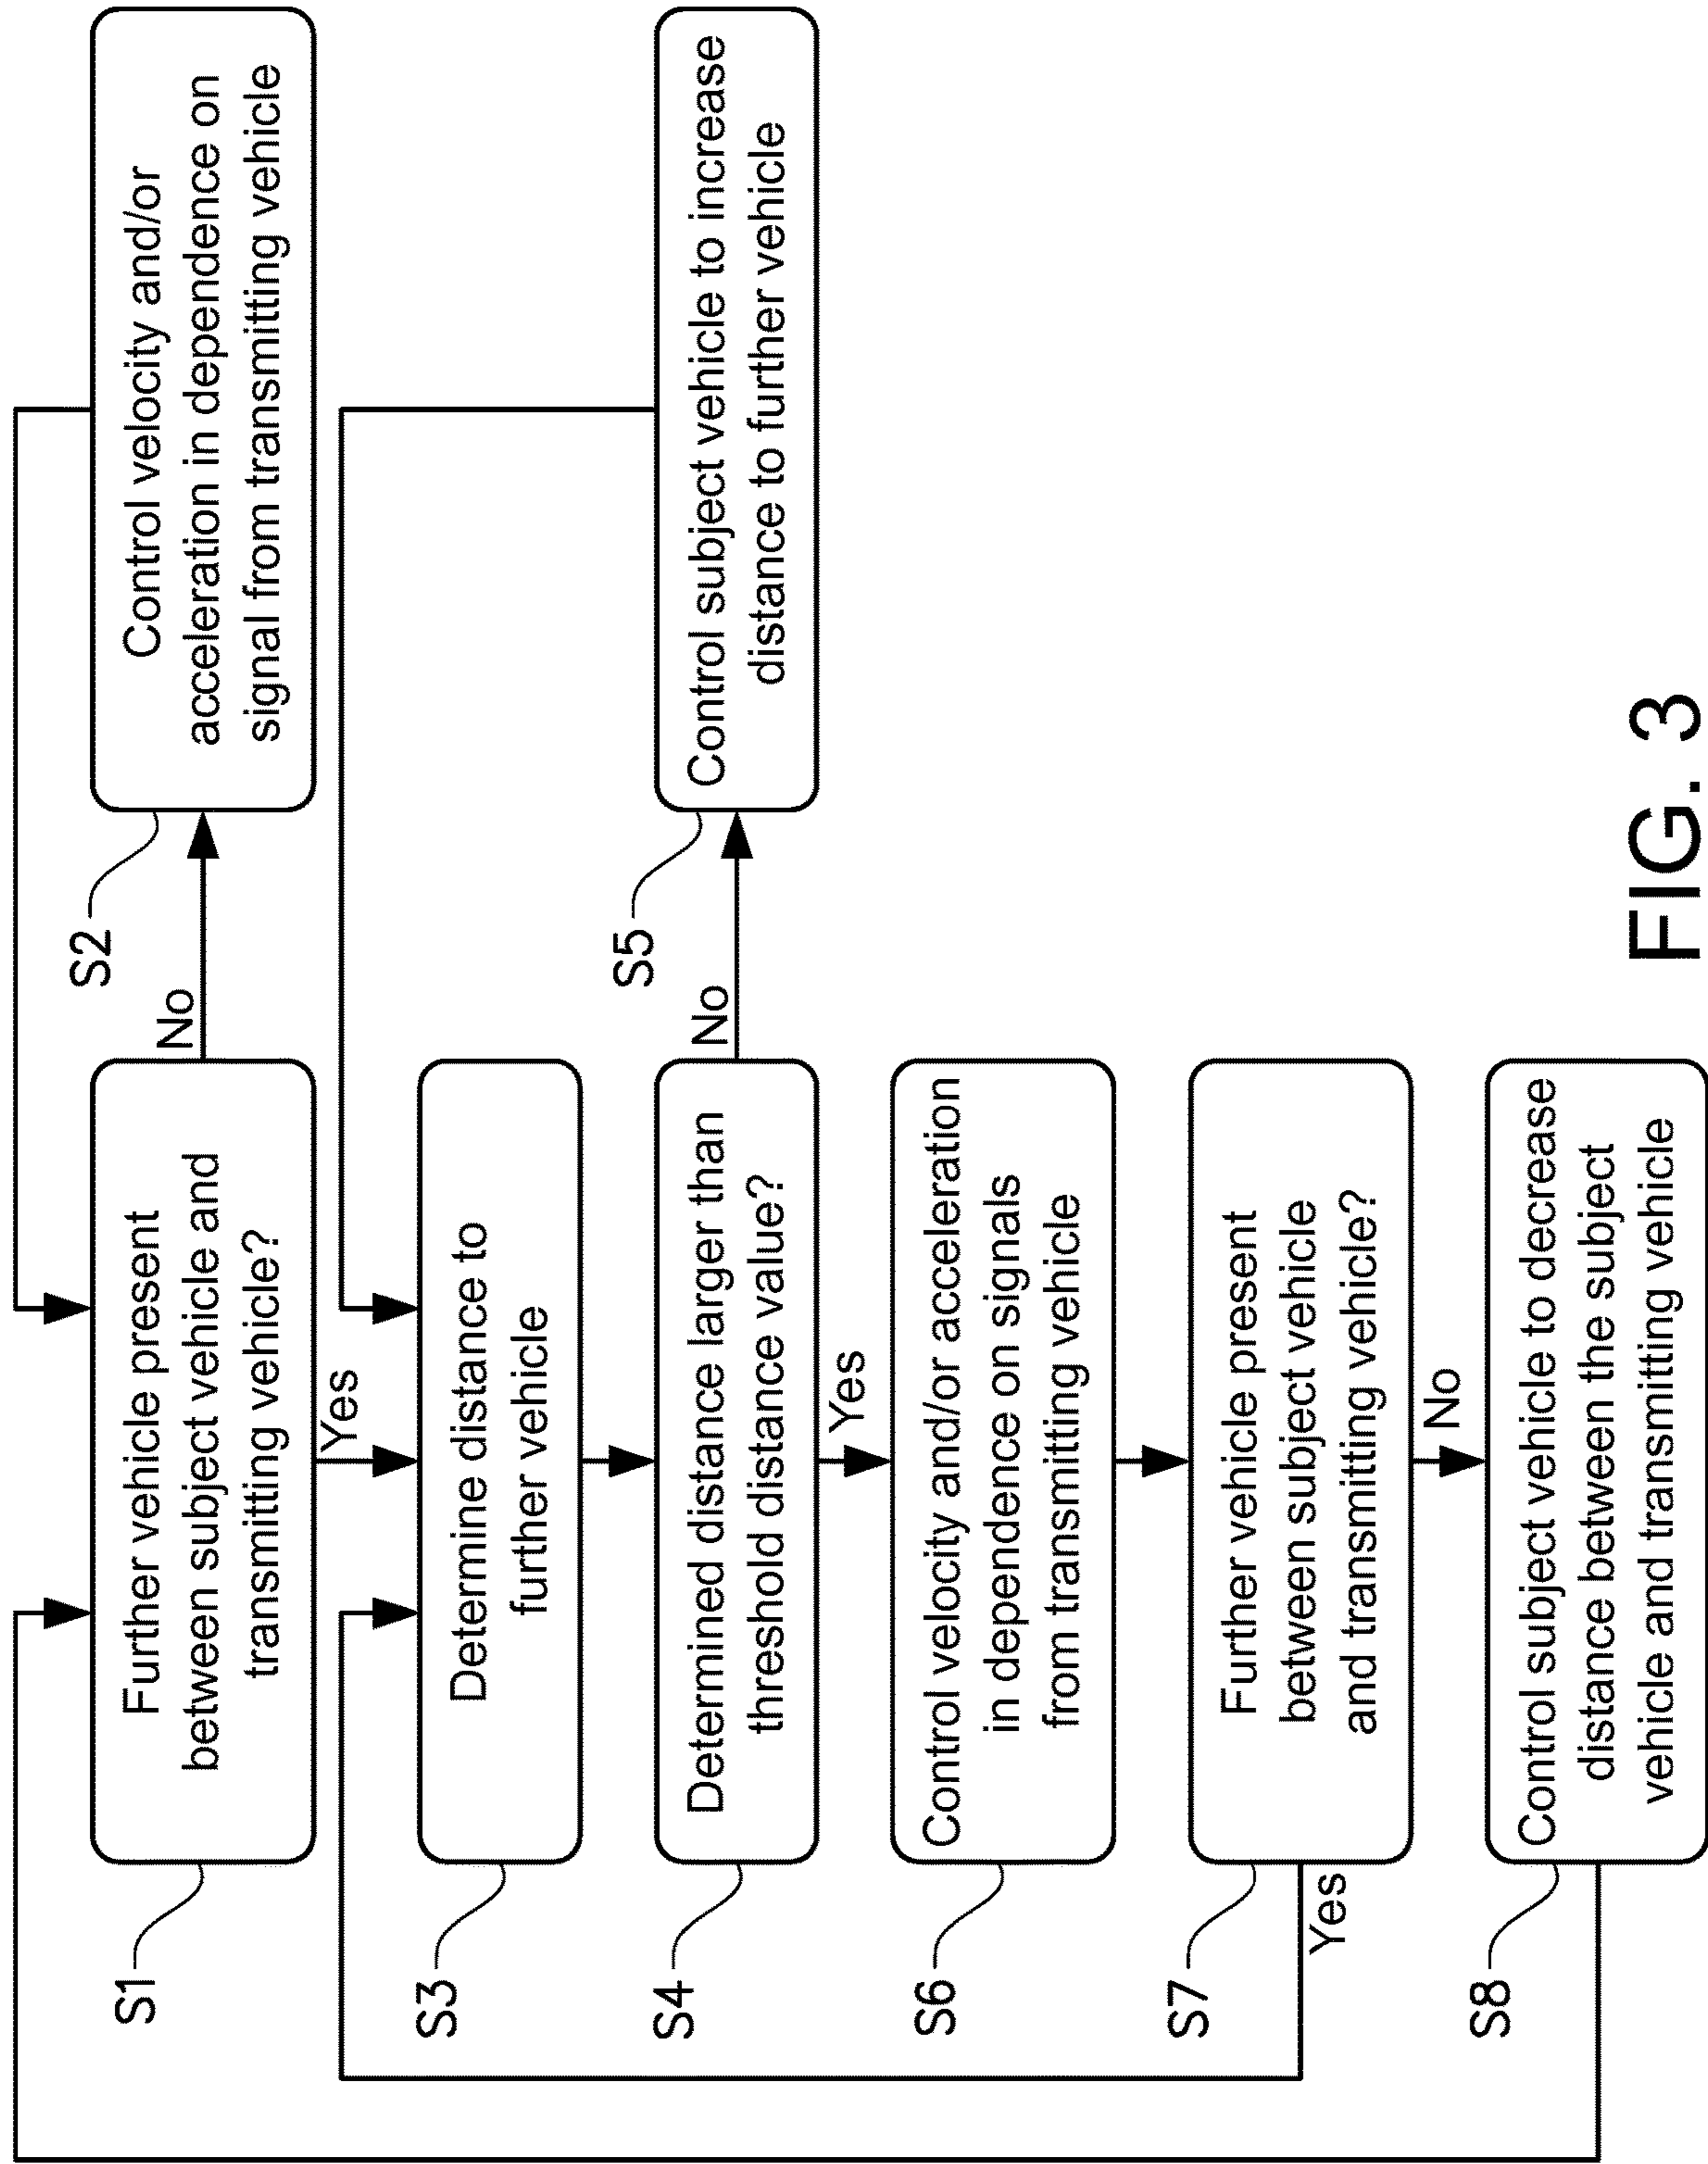 S1
Further vehicle present
between subject vehicle and
transmitting vehicle?
No
S2
Control velocity and/or
acceleration in dependence on
signal from transmitting vehicle
Yes
S3
Determine distance to
further vehicle
S4
Determined distance larger than
threshold distance value?
No
S5
Control subject vehicle to increase
distance to further vehicle
Yes
S6
Control velocity and/or acceleration
in dependence on signals
from transmitting vehicle
S7
Further vehicle present
between subject vehicle
and transmitting vehicle?
Yes
No
S8
Control subject vehicle to decrease
distance between the subject
vehicle and transmitting vehicle
FIG. 3